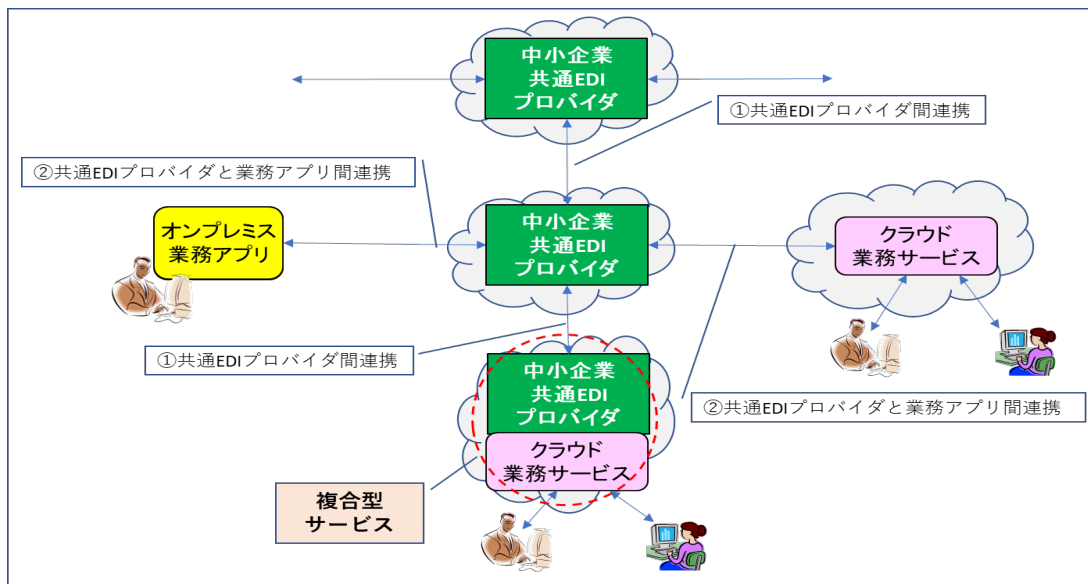 中小企業
共通EDI
プロバイダ
①共通EDIプロバイダ間連携
②共通EDIプロバイダと業務アプリ間連携
オンプレミス
業務アプリ
中小企業
共通EDI
プロバイダ
クラウド
業務サービス
①共通EDIプロバイダ間連携
中小企業
共通EDI
プロバイダ
②共通EDIプロバイダと業務アプリ間連携
クラウド
業務サービス
複合型
サービス